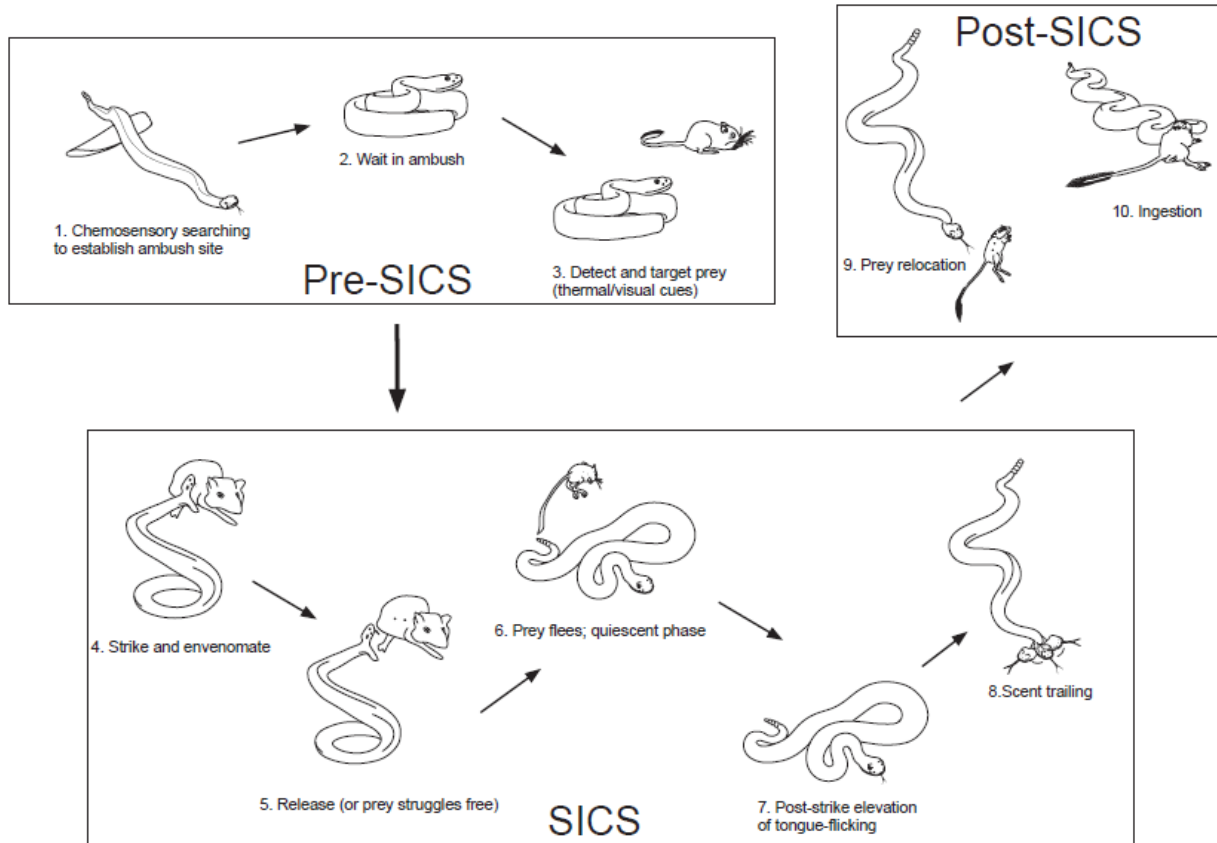 Pre-SICS
1. Chemosensory searching
to establish ambush site
2. Wait in ambush
3. Detect and target prey
(thermal/visual cues)
SICS
4. Strike and envenomate
5. Release (or prey struggles free)
6. Prey flees; quiescent phase
7. Post-strike elevation
of tongue-flicking
8.Scent trailing
Post-SICS
9. Prey relocation
10. Ingestion